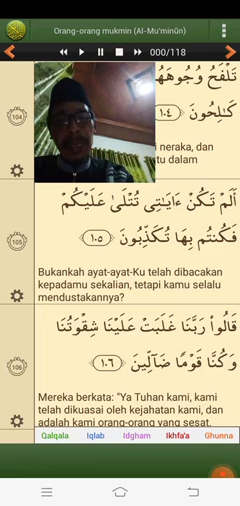 Orang-orang mukmin (Al-Mu'minūn)
000/118
تَلْفَحُ وُجُوهَهُمُ
104
كَـٰلِحُونَ ١٠٤
i neraka, dan
tu dalam
أَلَمْ تَكُنْ ءَايَـٰتِى تُتْلَىٰ عَلَيْكُمْ
105
فَكُنتُم بِهَا تُكَذِّبُونَ ١٠٥
Bukankah ayat-ayat-Ku telah dibacakan
kepadamu sekalian, tetapi kamu selalu
mendustakannya?
قَالُوا۟ رَبَّنَا غَلَبَتْ عَلَيْنَا شِقْوَتُنَا
106
وَكُنَّا قَوْمًا ضَآلِّينَ ١٠٦
Mereka berkata: "Ya Tuhan kami, kami
telah dikuasai oleh kejahatan kami, dan
adalah kami orang-orang yang sesat.
Qalqala Iqlab Idgham Ikhfa'a Ghunna